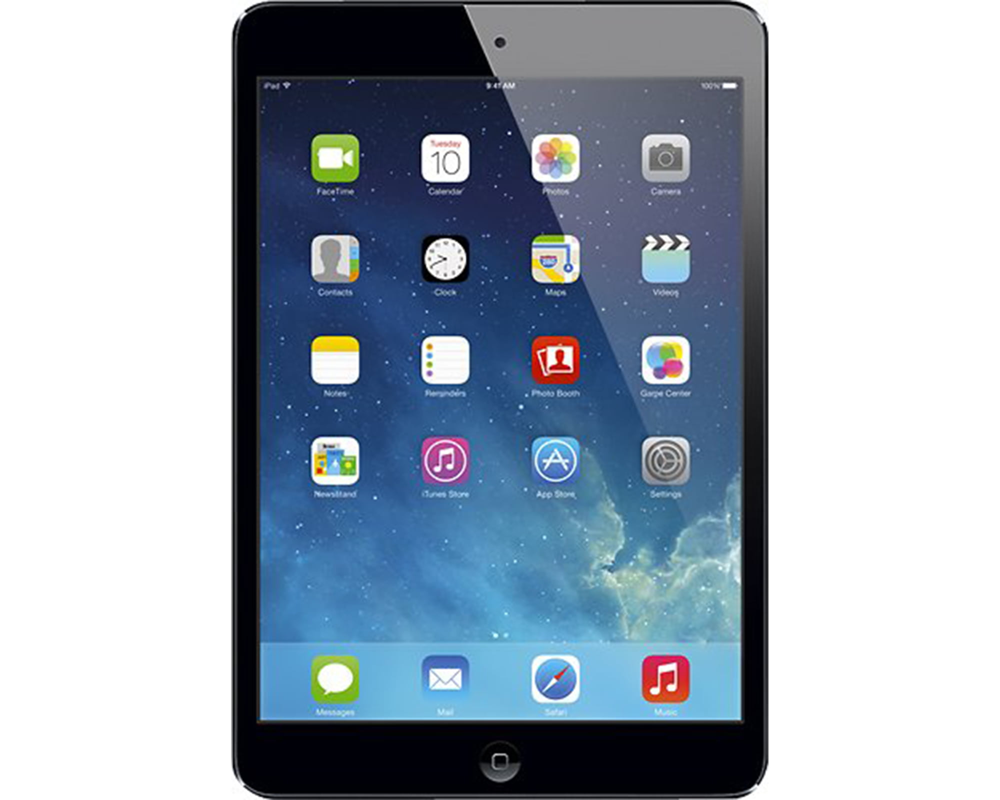 iPad 9:41 AM 100%
Tuesday
10
FaceTime Calendar Photos Camera
280
Contacts Clock Maps Videos
Notes Reminders Photo Booth Game Center
Newsstand iTunes Store App Store Settings
Messages Mail Safari Music